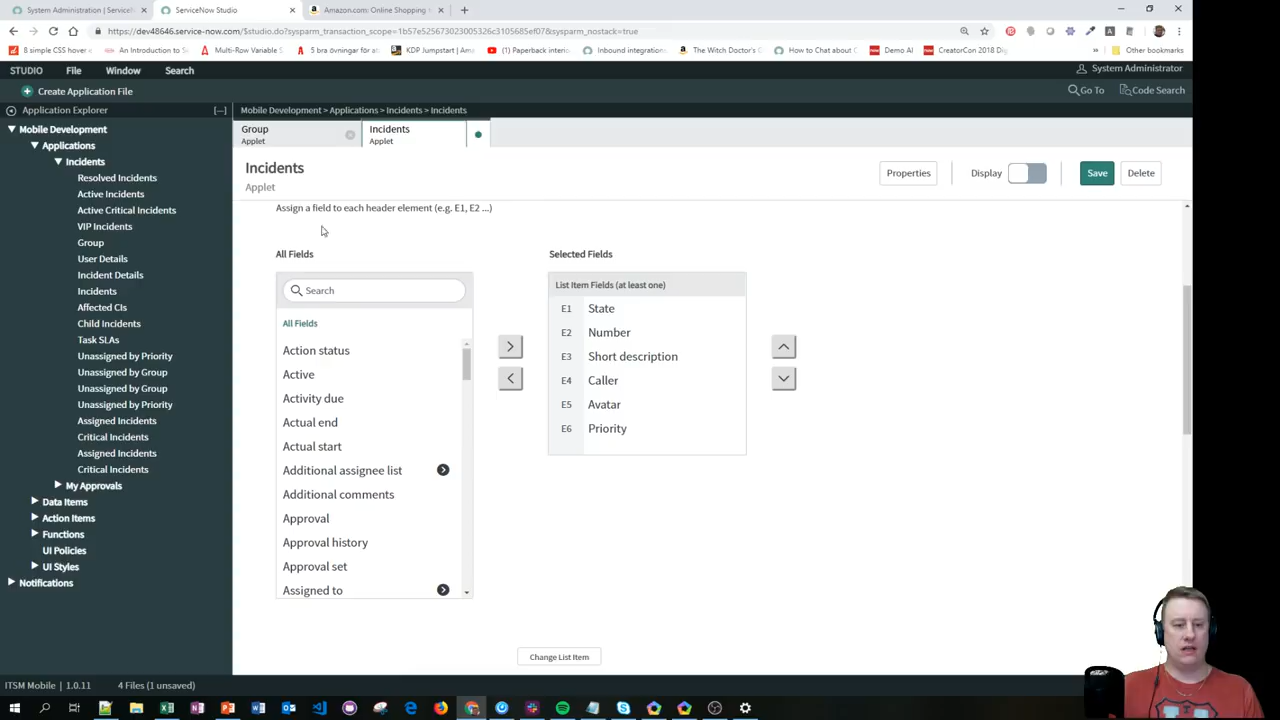 System Administration | ServiceN
ServiceNow Studio
Amazon.com: Online Shopping
https://dev48646.service-now.com/$studio.do?sysparm_transaction_scope=1b57e5257323005985ef07&sysparm_nostack=true
8 simple CSS hover e
An Introduction to S
Multi-Row Variable S
5 bra övningar för at
KDP Jumpstart | Ama
(1) Paperback interio
Inbound integrations
The Witch Doctor's G
How to Chat about C
Demo AI
CreatorCon 2018 Dig
Other bookmarks
STUDIO
File
Window
Search
System Administrator
Create Application File
Go To
Code Search
Application Explorer
Mobile Development > Applications > Incidents > Incidents
Mobile Development
Applications
Incidents
Resolved Incidents
Active Incidents
Active Critical Incidents
VIP Incidents
Group
User Details
Incident Details
Incidents
Affected CIs
Child Incidents
Task SLAs
Unassigned by Priority
Unassigned by Group
Unassigned by Group
Unassigned by Priority
Assigned Incidents
Critical Incidents
Assigned Incidents
Critical Incidents
My Approvals
Data Items
Action Items
Functions
UI Policies
UI Styles
Notifications
Group
Applet
Incidents
Applet
Incidents
Applet
Properties
Display
Save
Delete
Assign a field to each header element (e.g. E1, E2 ...)
All Fields
Search
All Fields
Action status
Active
Activity due
Actual end
Actual start
Additional assignee list
Additional comments
Approval
Approval history
Approval set
Assigned to
Selected Fields
List Item Fields (at least one)
E1 State
E2 Number
E3 Short description
E4 Caller
E5 Avatar
E6 Priority
Change List Item
ITSM Mobile | 1.0.11
4 Files (1 unsaved)